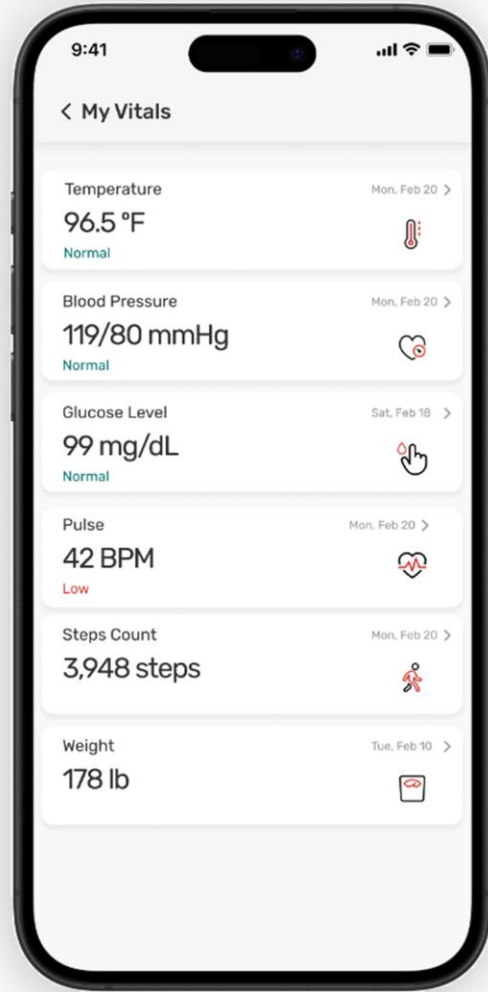 9:41
My Vitals
Temperature
Mon, Feb 20
96.5 °F
Normal
Blood Pressure
Mon, Feb 20
119/80 mmHg
Normal
Glucose Level
Sat, Feb 18
99 mg/dL
Normal
Pulse
Mon, Feb 20
42 BPM
Low
Steps Count
Mon, Feb 20
3,948 steps
Weight
Tue, Feb 10
178 lb